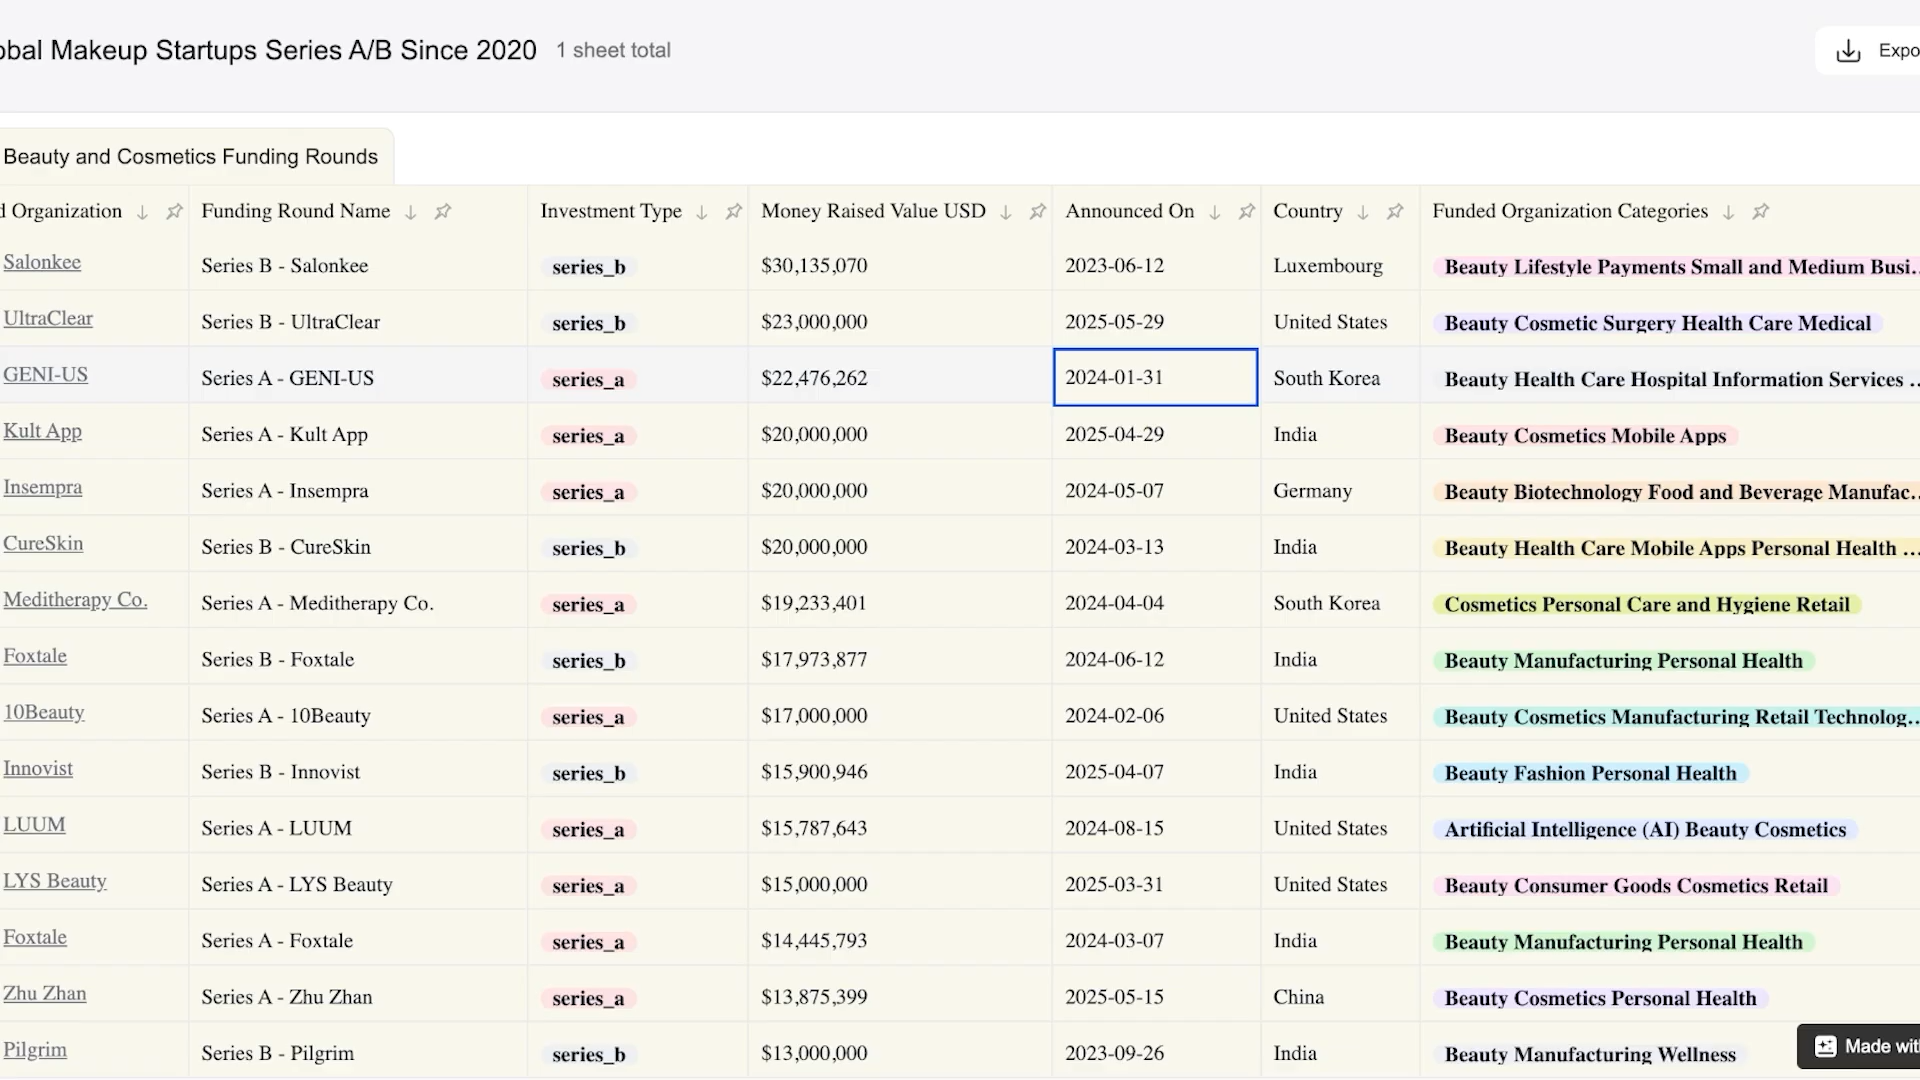 obal Makeup Startups Series A/B Since 2020 1 sheet total Expo
Beauty and Cosmetics Funding Rounds
d Organization Funding Round Name Investment Type Money Raised Value USD Announced On Country Funded Organization Categories
Salonkee Series B - Salonkee series_b $30,135,070 2023-06-12 Luxembourg Beauty Lifestyle Payments Small and Medium Busi...
UltraClear Series B - UltraClear series_b $23,000,000 2025-05-29 United States Beauty Cosmetic Surgery Health Care Medical
GENI-US Series A - GENI-US series_a $22,476,262 2024-01-31 South Korea Beauty Health Care Hospital Information Services ...
Kult App Series A - Kult App series_a $20,000,000 2025-04-29 India Beauty Cosmetics Mobile Apps
Insempra Series A - Insempra series_a $20,000,000 2024-05-07 Germany Beauty Biotechnology Food and Beverage Manufac...
CureSkin Series B - CureSkin series_b $20,000,000 2024-03-13 India Beauty Health Care Mobile Apps Personal Health ...
Meditherapy Co. Series A - Meditherapy Co. series_a $19,233,401 2024-04-04 South Korea Cosmetics Personal Care and Hygiene Retail
Foxtale Series B - Foxtale series_b $17,973,877 2024-06-12 India Beauty Manufacturing Personal Health
10Beauty Series A - 10Beauty series_a $17,000,000 2024-02-06 United States Beauty Cosmetics Manufacturing Retail Technolog...
Innovist Series B - Innovist series_b $15,900,946 2025-04-07 India Beauty Fashion Personal Health
LUUM Series A - LUUM series_a $15,787,643 2024-08-15 United States Artificial Intelligence (AI) Beauty Cosmetics
LYS Beauty Series A - LYS Beauty series_a $15,000,000 2025-03-31 United States Beauty Consumer Goods Cosmetics Retail
Foxtale Series A - Foxtale series_a $14,445,793 2024-03-07 India Beauty Manufacturing Personal Health
Zhu Zhan Series A - Zhu Zhan series_a $13,875,399 2025-05-15 China Beauty Cosmetics Personal Health
Pilgrim Series B - Pilgrim series_b $13,000,000 2023-09-26 India Beauty Manufacturing Wellness
Made with